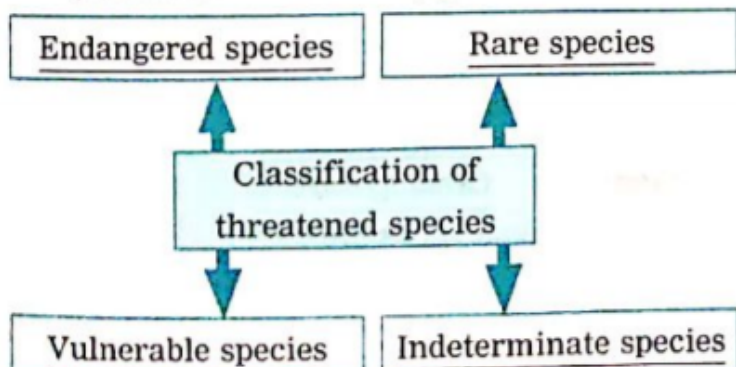 Endangered species
Rare species
Classification of
threatened species
Vulnerable species
Indeterminate species